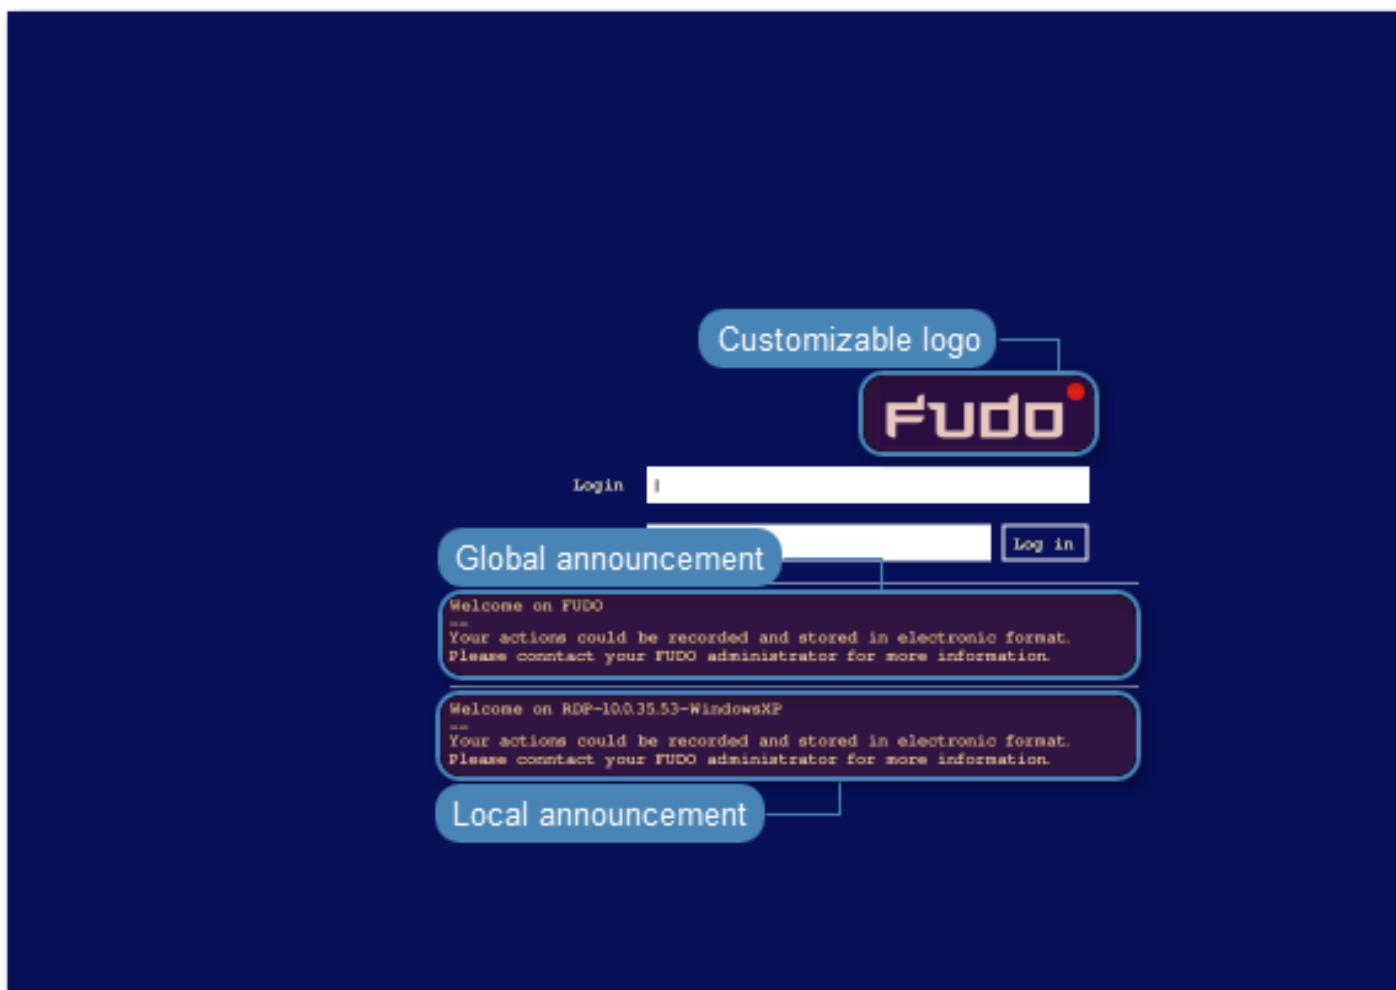 Customizable logo
FUDO
Login
Log in
Global announcement
Welcome on FUDO
--
Your actions could be recorded and stored in electronic format.
Please conntact your FUDO administrator for more information.
Welcome on RDP-10.0.35.53-WindowsXP
--
Your actions could be recorded and stored in electronic format.
Please conntact your FUDO administrator for more information.
Local announcement